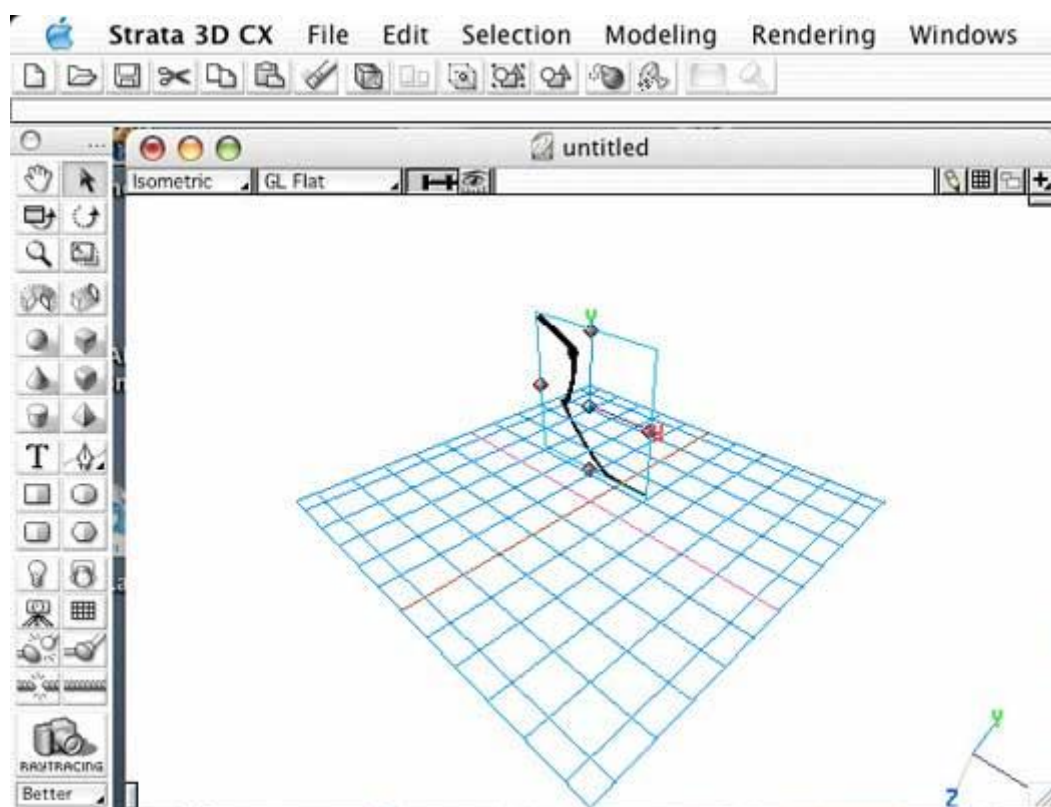 Strata 3D CX File Edit Selection Modeling Rendering Windows
untitled
Isometric GL Flat
Y
T
RAYTRACING
Better
y
Z